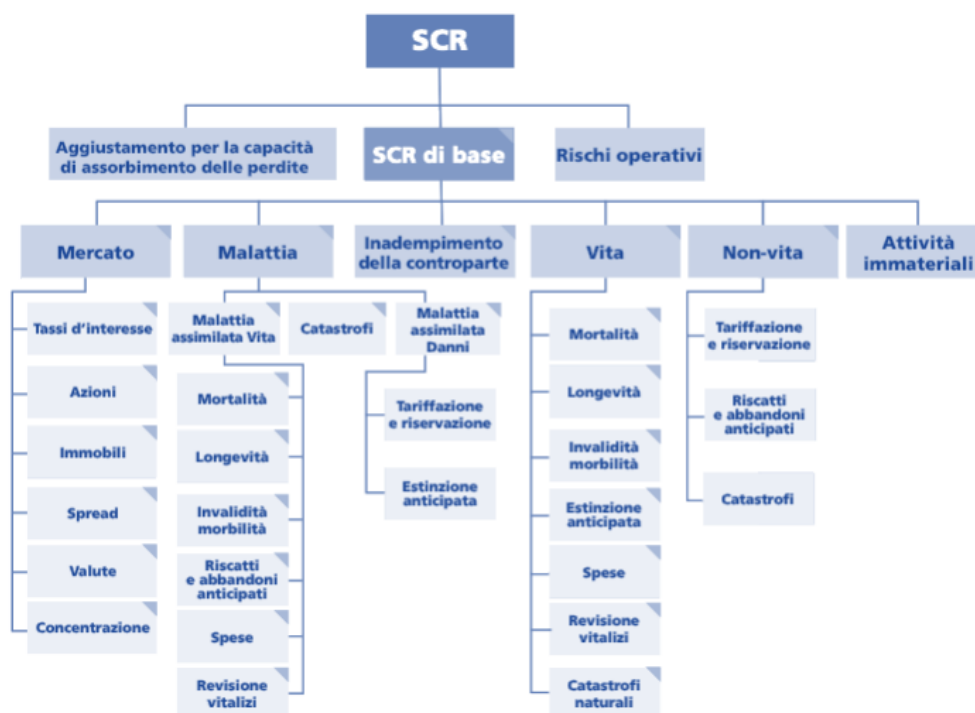 SCR
Aggiustamento per la capacità
di assorbimento delle perdite
SCR di base
Rischi operativi
Mercato
Malattia
Inadempimento
della controparte
Vita
Non-vita
Attività
immateriali
Tassi d'interesse
Azioni
Immobili
Spread
Valute
Concentrazione
Malattia
assimilata Vita
Catastrofi
Malattia
assimilata
Danni
Mortalità
Longevità
Invalidità
morbilità
Riscatti
e abbandoni
anticipati
Spese
Revisione
vitalizi
Tariffazione
e riservazione
Estinzione
anticipata
Mortalità
Longevità
Invalidità
morbilità
Estinzione
anticipata
Spese
Revisione
vitalizi
Catastrofi
naturali
Tariffazione
e riservazione
Riscatti
e abbandoni
anticipati
Catastrofi